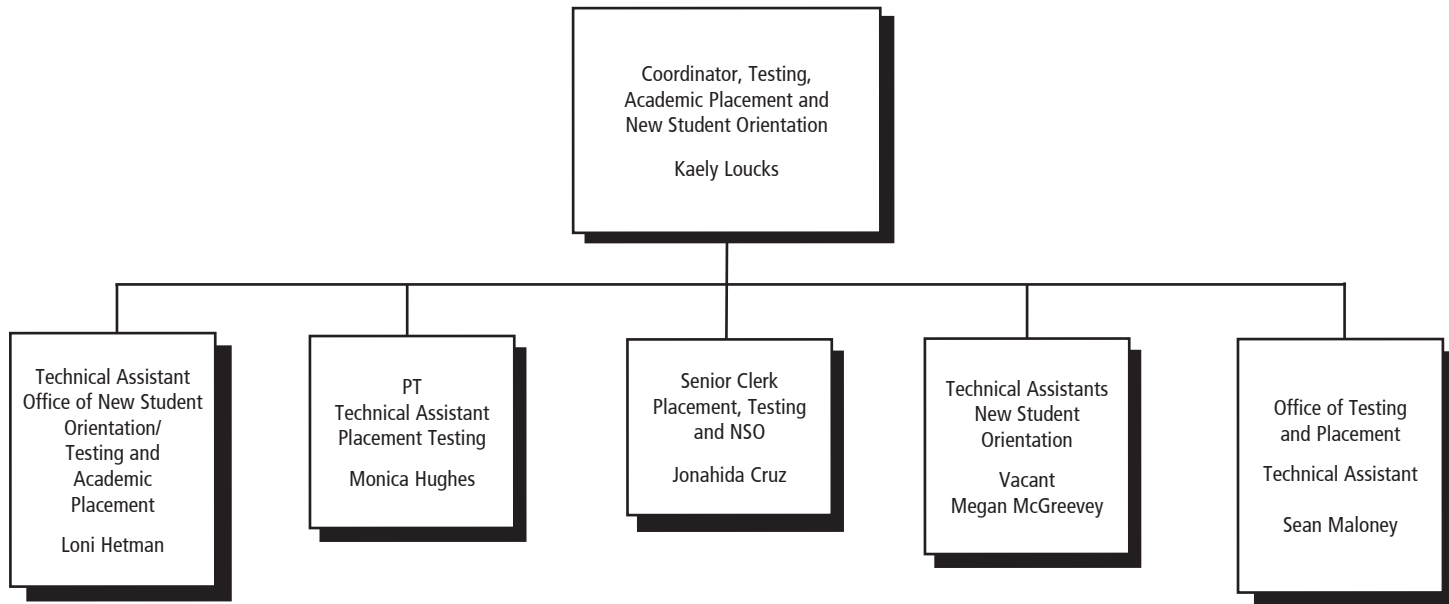 Coordinator, Testing,
Academic Placement and
New Student Orientation
Kaely Loucks
Technical Assistant
Office of New Student
Orientation/
Testing and
Academic
Placement
Loni Hetman
PT
Technical Assistant
Placement Testing
Monica Hughes
Senior Clerk
Placement, Testing
and NSO
Jonahida Cruz
Technical Assistants
New Student
Orientation
Vacant
Megan McGreevey
Office of Testing
and Placement
Technical Assistant
Sean Maloney